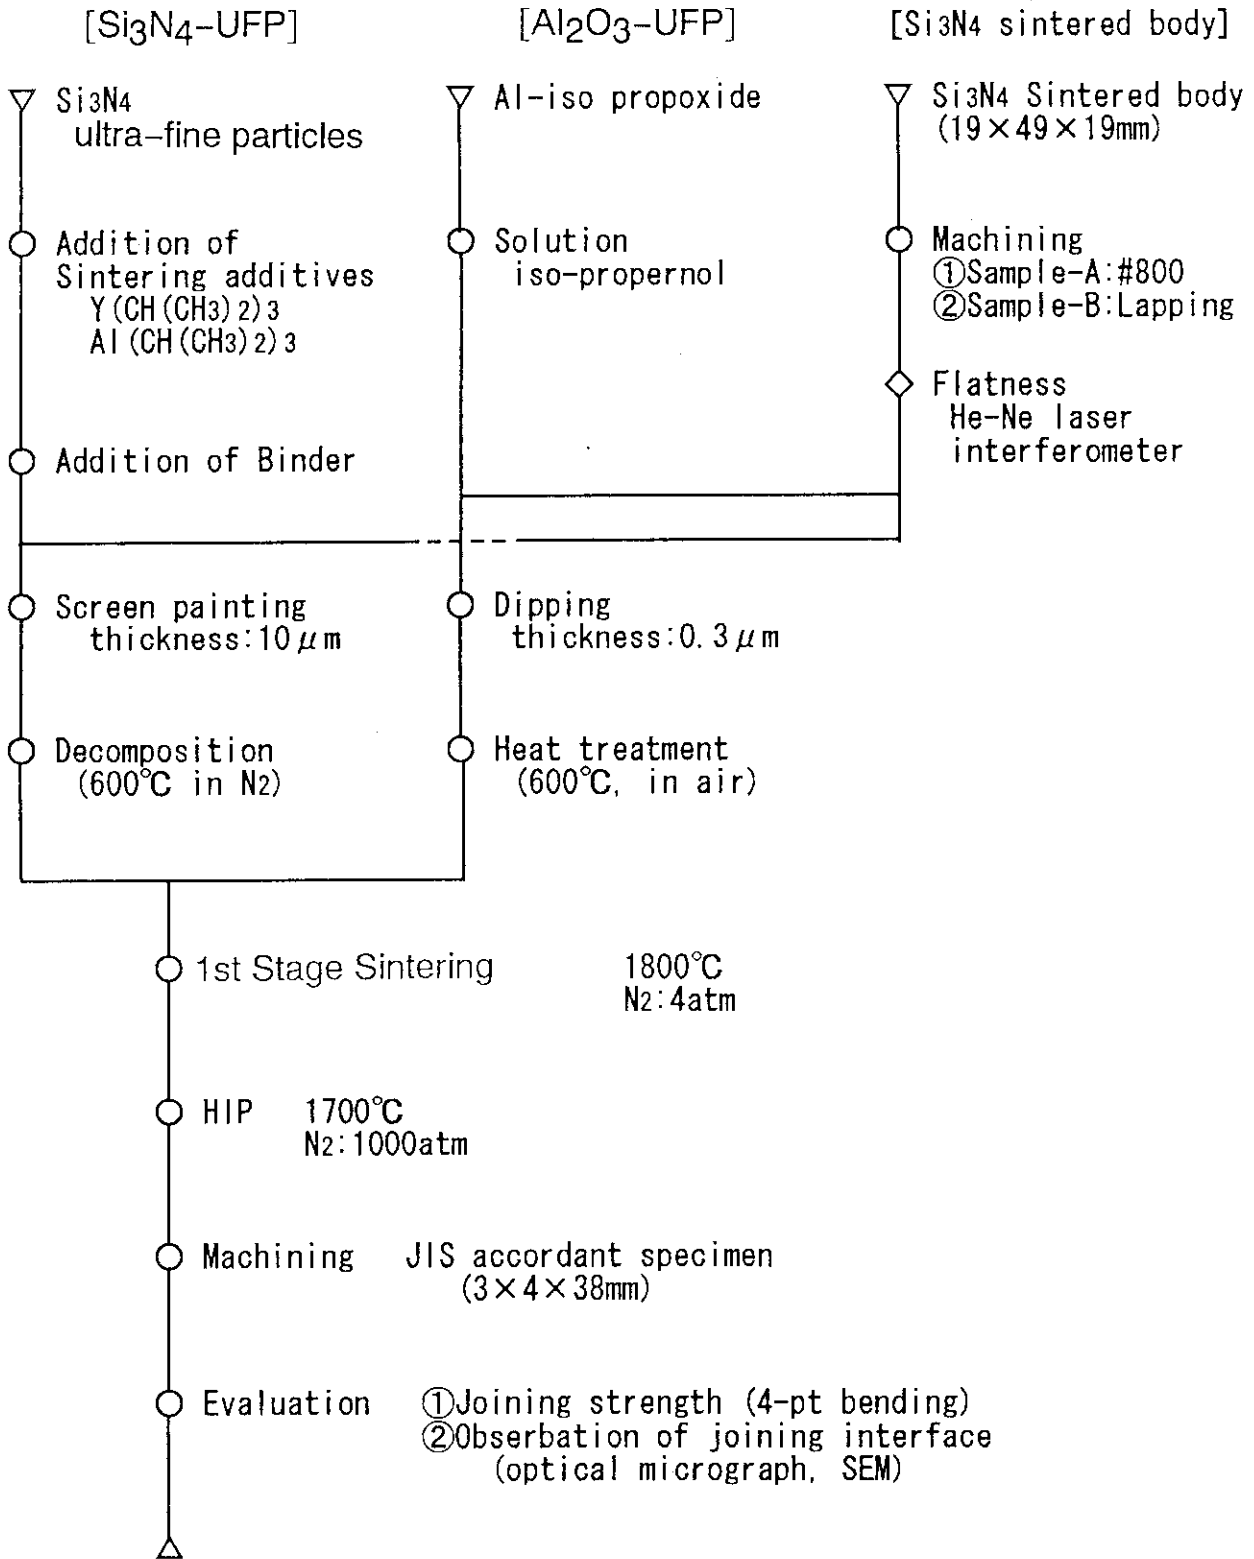 [Si3N4-UFP]
[Al2O3-UFP]
[Si3N4 sintered body]
Si3N4
ultra-fine particles
Al-iso propoxide
Si3N4 Sintered body
(19×49×19mm)
Addition of
Sintering additives
Y(CH(CH3)2)3
Al(CH(CH3)2)3
Solution
iso-propernol
Machining
①Sample-A:#800
②Sample-B:Lapping
Flatness
He-Ne laser
interferometer
Addition of Binder
Screen painting
thickness:10μm
Dipping
thickness:0.3μm
Decomposition
(600℃ in N2)
Heat treatment
(600℃, in air)
1st Stage Sintering
1800℃
N2:4atm
HIP
1700℃
N2:1000atm
Machining
JIS accordant specimen
(3×4×38mm)
Evaluation
①Joining strength (4-pt bending)
②Obserbation of joining interface
(optical micrograph, SEM)